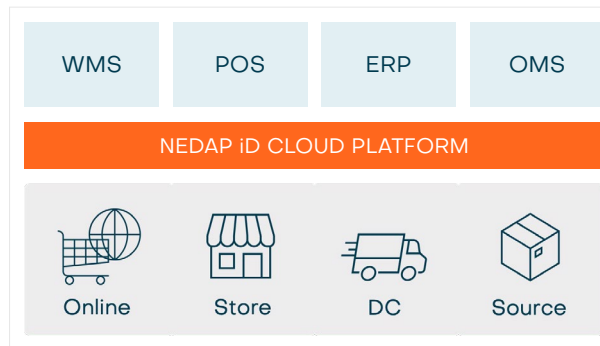 WMS POS ERP OMS
NEDAP iD CLOUD PLATFORM
Online Store DC Source